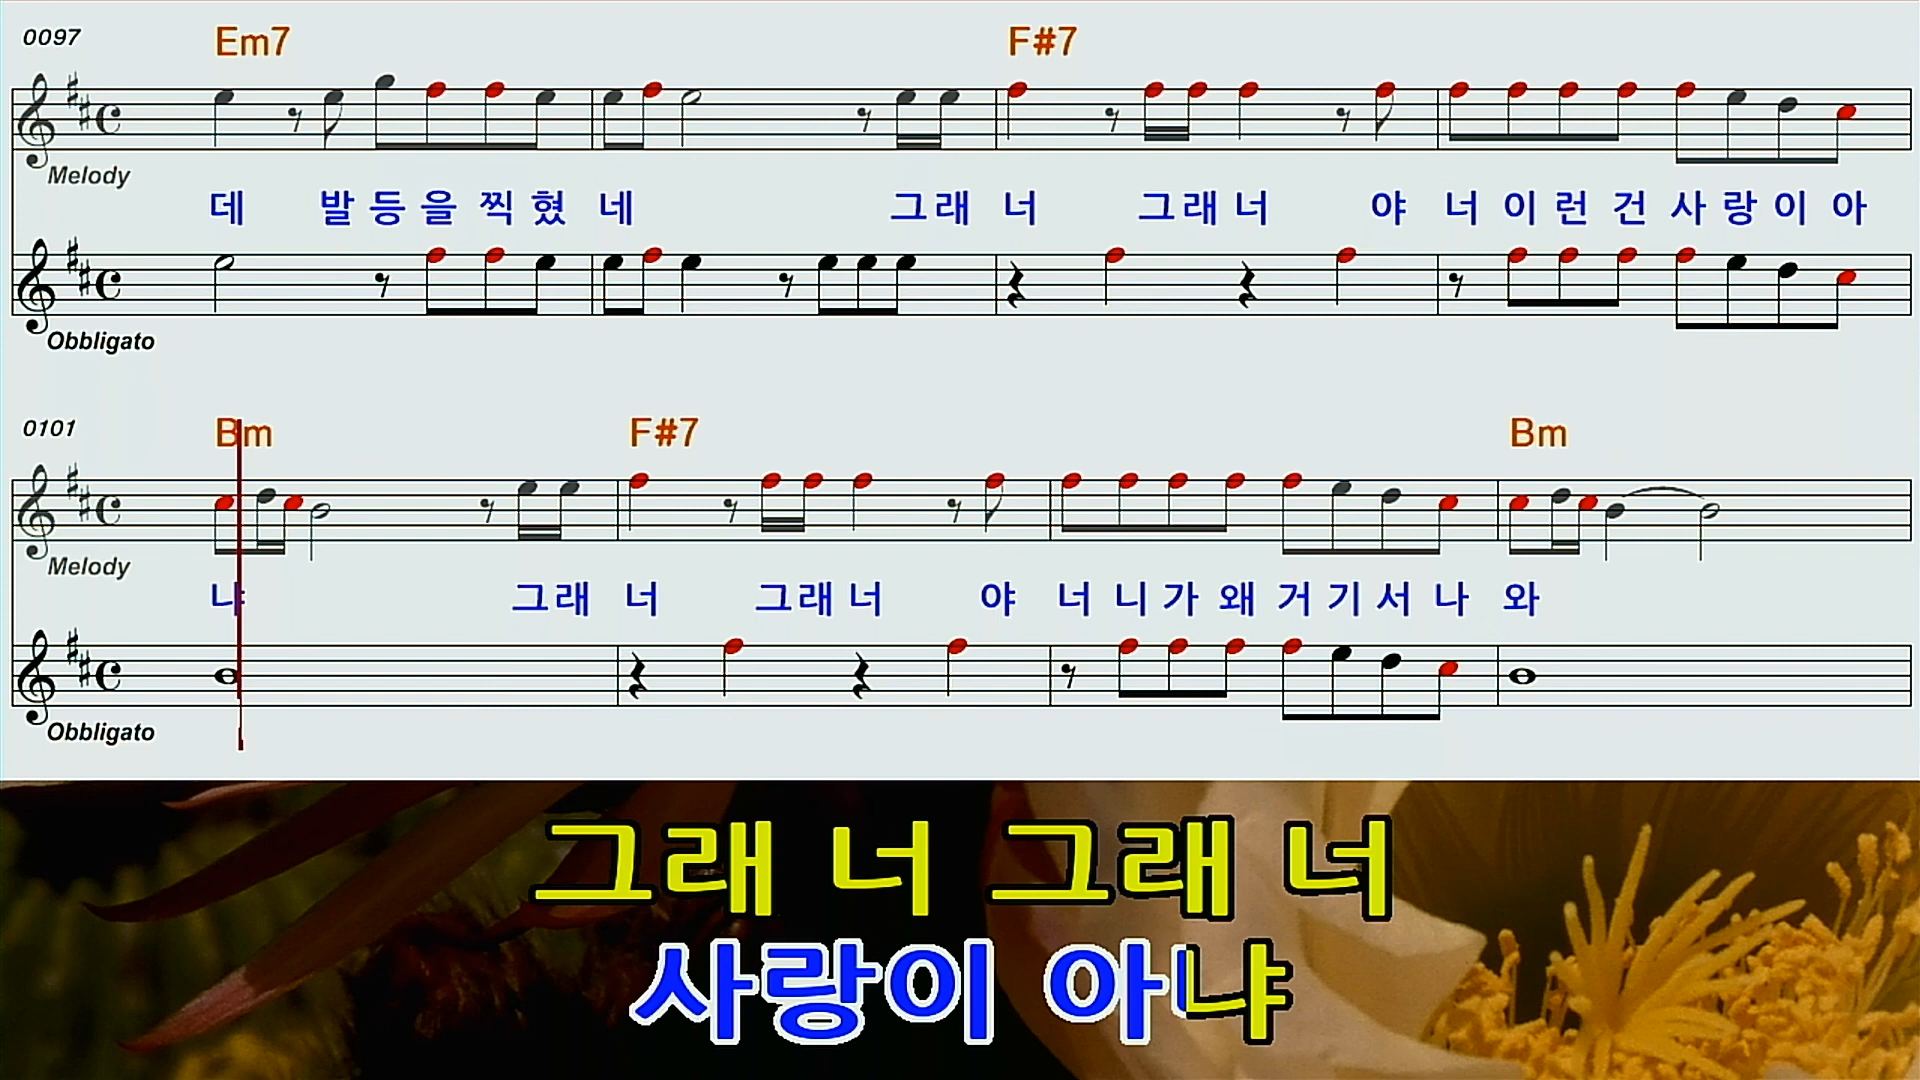 0097
Em7 F#7
Melody
데 발등을 찍혔네 그래 너 그래너 야 너이런건사랑이아
Obbligato
0101
Bm F#7 Bm
Melody
냐 그래 너 그래너 야 너니가왜거기서나 와
Obbligato
그래 너 그래 너
사랑이 아냐